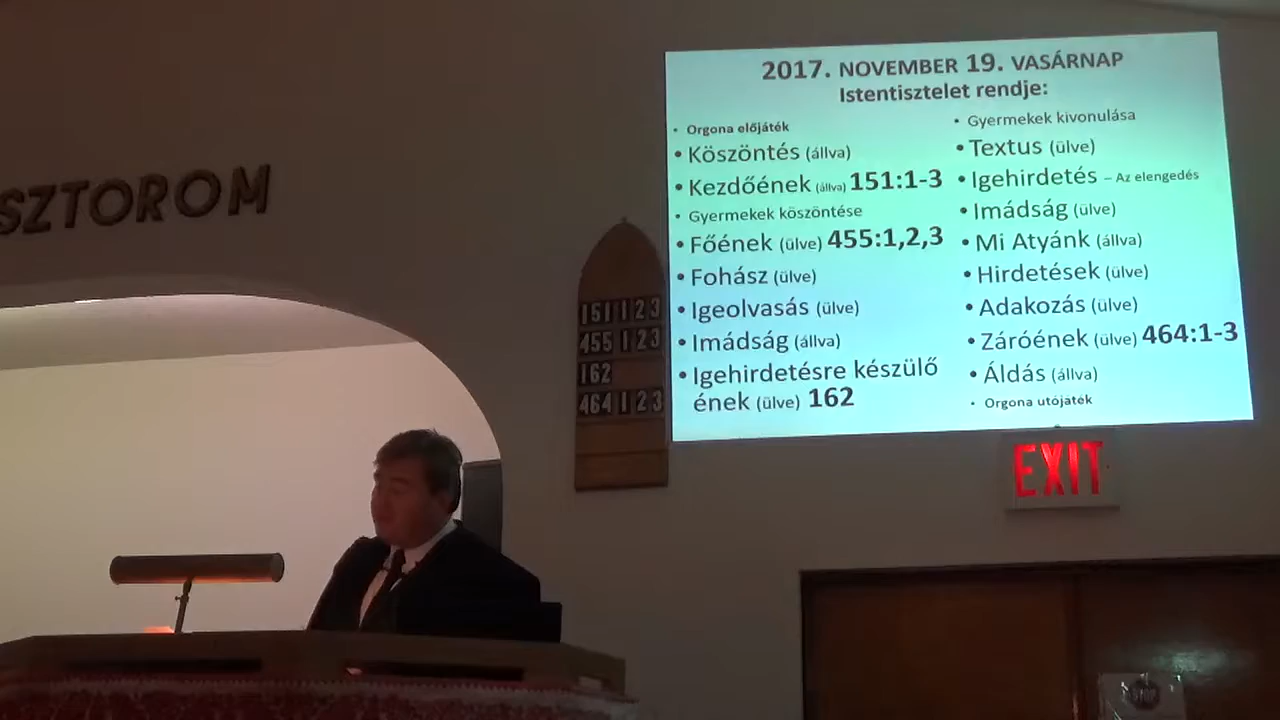 SZTOROM
151 1 2 3
455 1 2 3
162
464 1 2 3
2017. NOVEMBER 19. VASÁRNAP
Istentisztelet rendje:
• Orgona előjáték
• Köszöntés (állva)
• Kezdőének (állva) 151:1-3
• Gyermekek köszöntése
• Főének (ülve) 455:1,2,3
• Fohász (ülve)
• Igeolvasás (ülve)
• Imádság (állva)
• Igehirdetésre készülő
ének (ülve) 162
• Gyermekek kivonulása
• Textus (ülve)
• Igehirdetés – Az elengedés
• Imádság (ülve)
• Mi Atyánk (állva)
• Hirdetések (ülve)
• Adakozás (ülve)
• Záróének (ülve) 464:1-3
• Áldás (állva)
• Orgona utójáték
EXIT
STOP